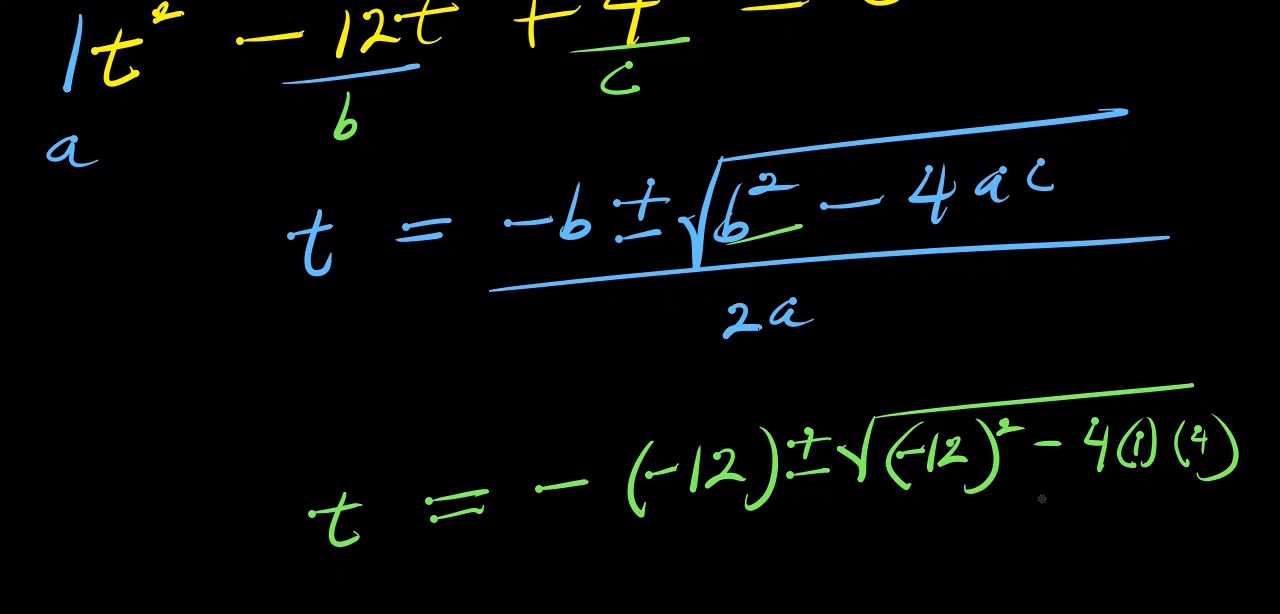 1t² - 12t + 4 =
b c
a
t = -b ± √b² - 4ac
2a
t = - (-12) ± √(-12)² - 4(1)(4)